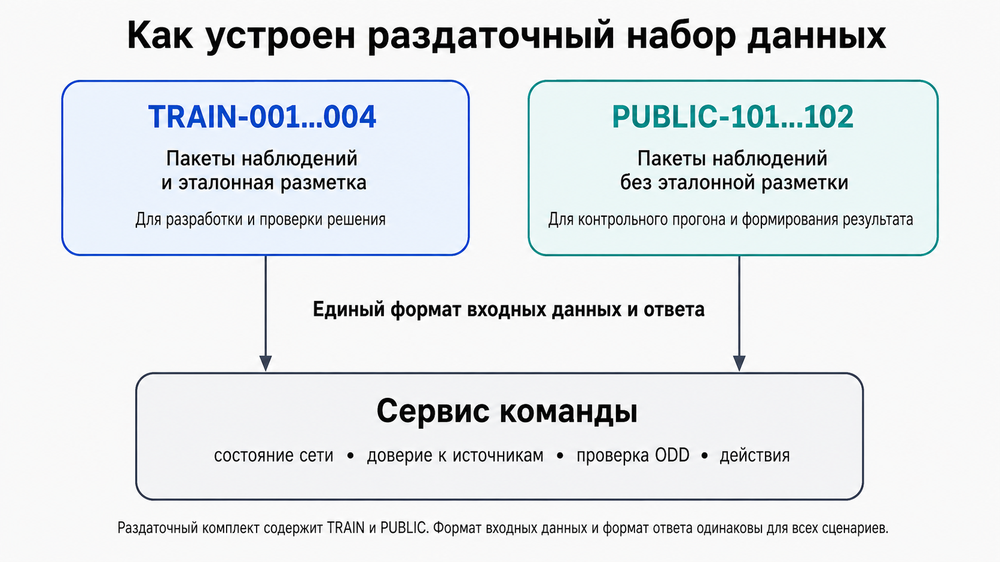 Как устроен раздаточный набор данных
TRAIN-001...004
Пакеты наблюдений
и эталонная разметка
Для разработки и проверки решения
PUBLIC-101...102
Пакеты наблюдений
без эталонной разметки
Для контрольного прогона и формирования результата
Единый формат входных данных и ответа
Сервис команды
состояние сети • доверие к источникам • проверка ODD • действия
Раздаточный комплект содержит TRAIN и PUBLIC. Формат входных данных и формат ответа одинаковы для всех сценариев.